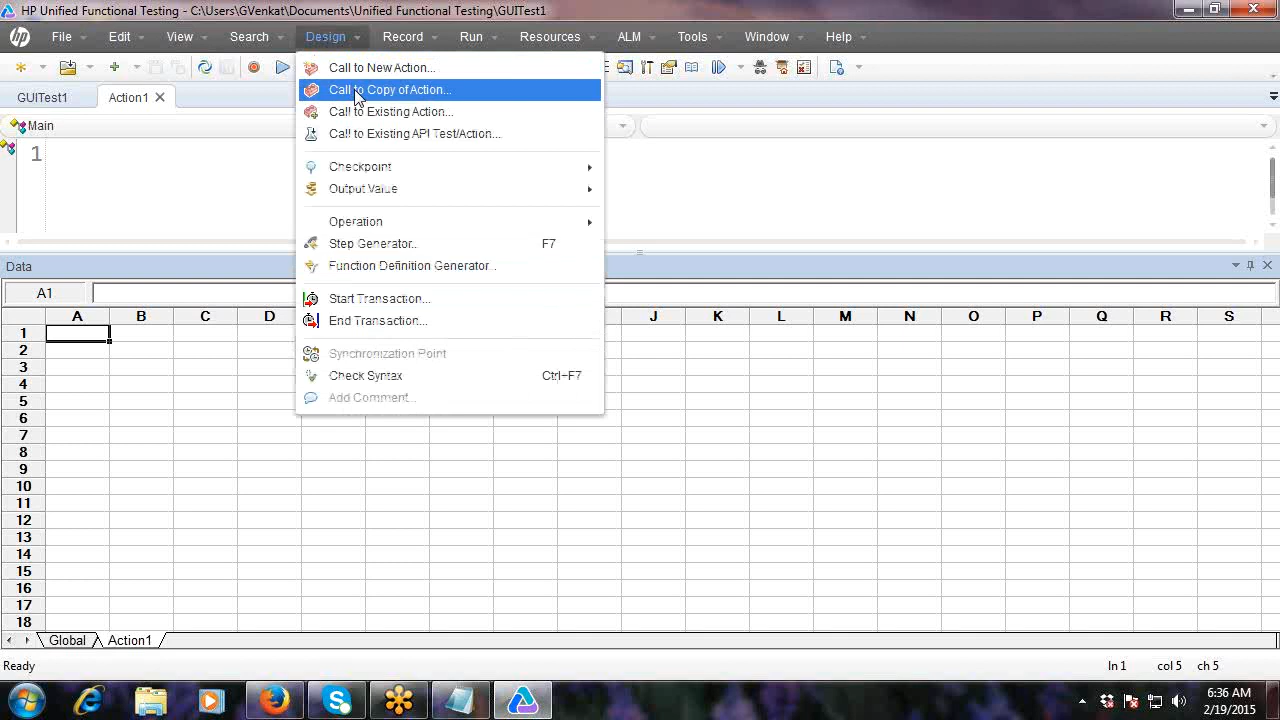 HP Unified Functional Testing - C:\Users\GVenkat\Documents\Unified Functional Testing\GUITest1
hp File Edit View Search Design Record Run Resources ALM Tools Window Help
GUITest1 Action1
Main
1
Call to New Action...
Call to Copy of Action...
Call to Existing Action...
Call to Existing API Test/Action...
Checkpoint
Output Value
Operation
Step Generator... F7
Function Definition Generator...
Start Transaction...
End Transaction...
Synchronization Point
Check Syntax Ctrl+F7
Add Comment...
Data
A1
A B C D J K L M N O P Q R S
1
2
3
4
5
6
7
8
9
10
11
12
13
14
15
16
17
18
Global Action1
Ready ln 1 col 5 ch 5
6:36 AM
2/19/2015